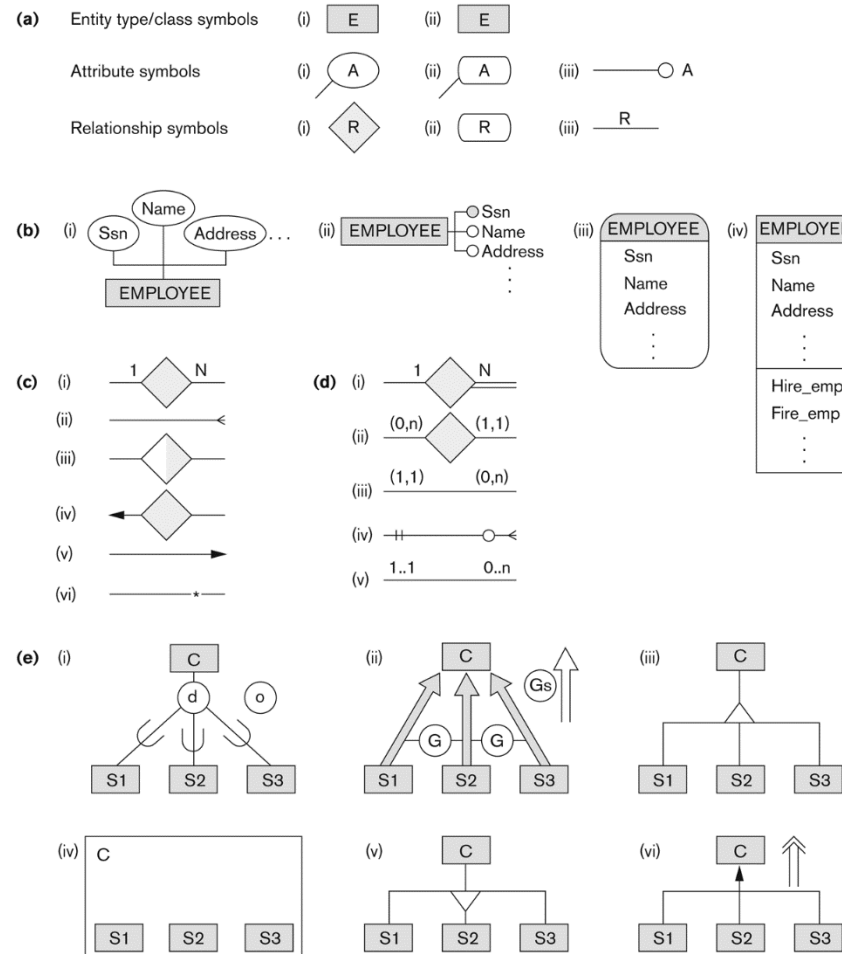 (a) Entity type/class symbols (i) E (ii) E
Attribute symbols (i) A (ii) A (iii) A
Relationship symbols (i) R (ii) R (iii) R
(b) (i) Ssn Name Address . . .
EMPLOYEE
(ii) EMPLOYEE Ssn
Name
Address
(iii) EMPLOYEE
Ssn
Name
Address
(iv) EMPLOYEE
Ssn
Name
Address
Hire_emp
Fire_emp
(c) (i) 1 N
(ii)
(iii)
(iv)
(v)
(vi) *
(d) (i) 1 N
(ii) (0,n) (1,1)
(iii) (1,1) (0,n)
(iv)
(v) 1..1 0..n
(e) (i) C
d o
S1 S2 S3
(ii) C
Gs
G G
S1 S2 S3
(iii) C
S1 S2 S3
(iv) C
S1 S2 S3
(v) C
S1 S2 S3
(vi) C
S1 S2 S3